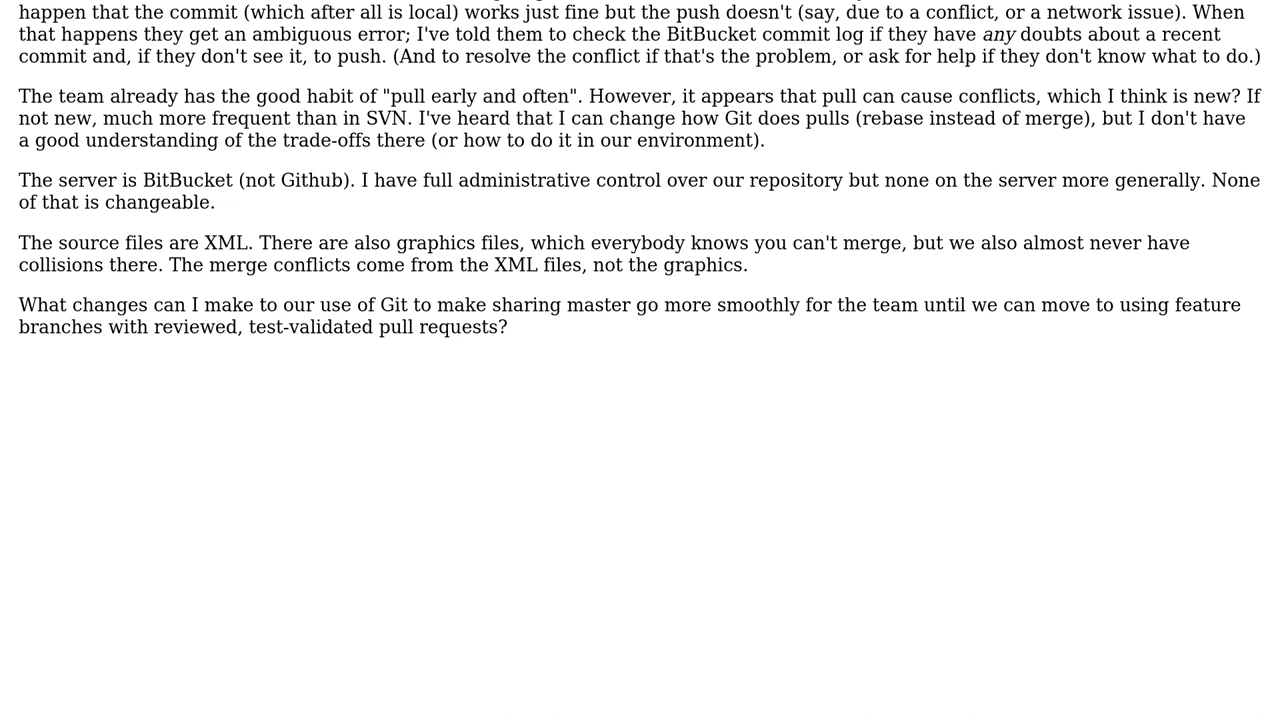 happen that the commit (which after all is local) works just fine but the push doesn't (say, due to a conflict, or a network issue). When
that happens they get an ambiguous error; I've told them to check the BitBucket commit log if they have any doubts about a recent
commit and, if they don't see it, to push. (And to resolve the conflict if that's the problem, or ask for help if they don't know what to do.)
The team already has the good habit of "pull early and often". However, it appears that pull can cause conflicts, which I think is new? If
not new, much more frequent than in SVN. I've heard that I can change how Git does pulls (rebase instead of merge), but I don't have
a good understanding of the trade-offs there (or how to do it in our environment).
The server is BitBucket (not Github). I have full administrative control over our repository but none on the server more generally. None
of that is changeable.
The source files are XML. There are also graphics files, which everybody knows you can't merge, but we also almost never have
collisions there. The merge conflicts come from the XML files, not the graphics.
What changes can I make to our use of Git to make sharing master go more smoothly for the team until we can move to using feature
branches with reviewed, test-validated pull requests?